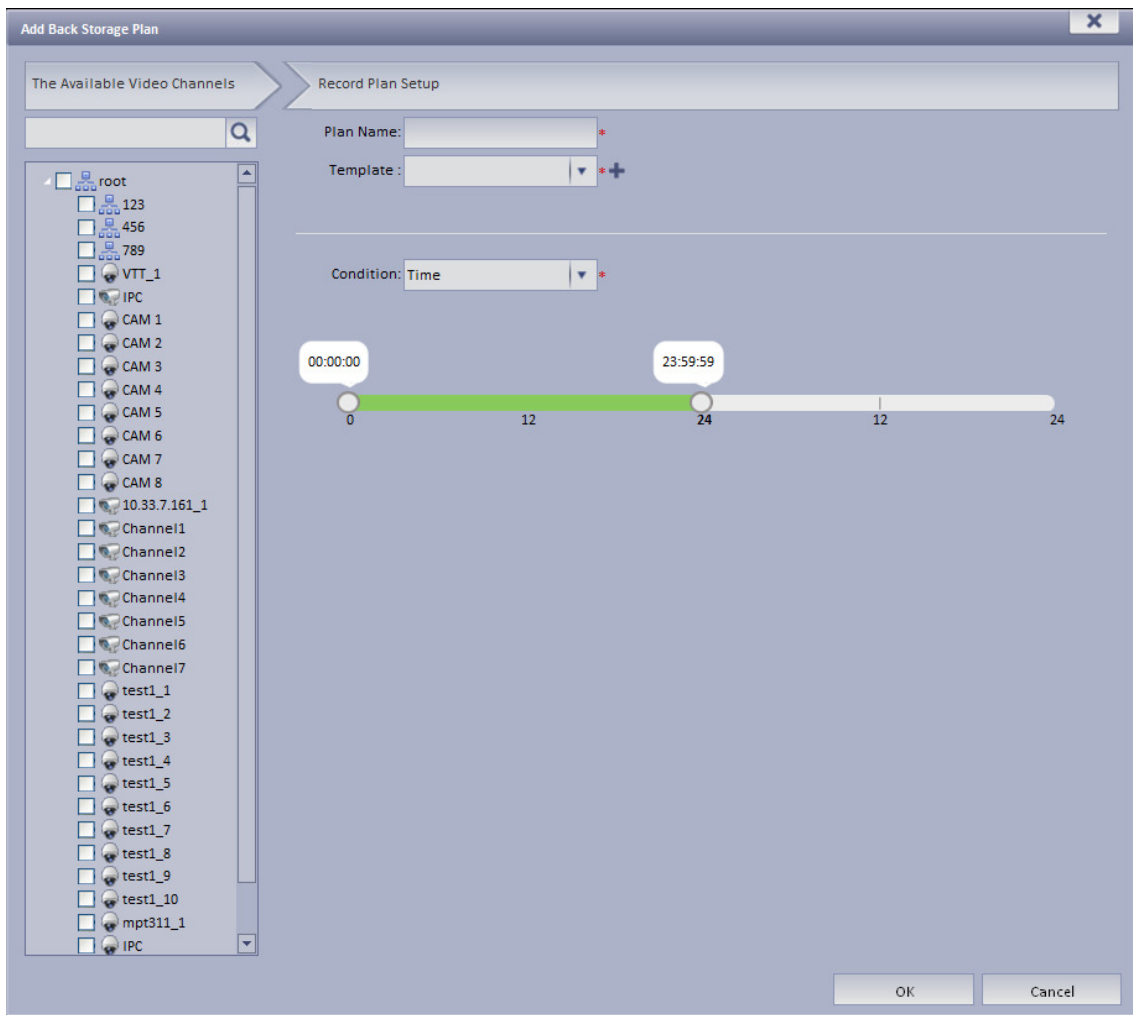 Add Back Storage Plan
The Available Video Channels
Record Plan Setup
Plan Name: *
Template : *
root
123
456
789
VTT_1
IPC
CAM 1
CAM 2
CAM 3
CAM 4
CAM 5
CAM 6
CAM 7
CAM 8
10.33.7.161_1
Channel1
Channel2
Channel3
Channel4
Channel5
Channel6
Channel7
test1_1
test1_2
test1_3
test1_4
test1_5
test1_6
test1_7
test1_8
test1_9
test1_10
mpt311_1
IPC
Condition: Time *
00:00:00 23:59:59
0 12 24 12 24
OK Cancel